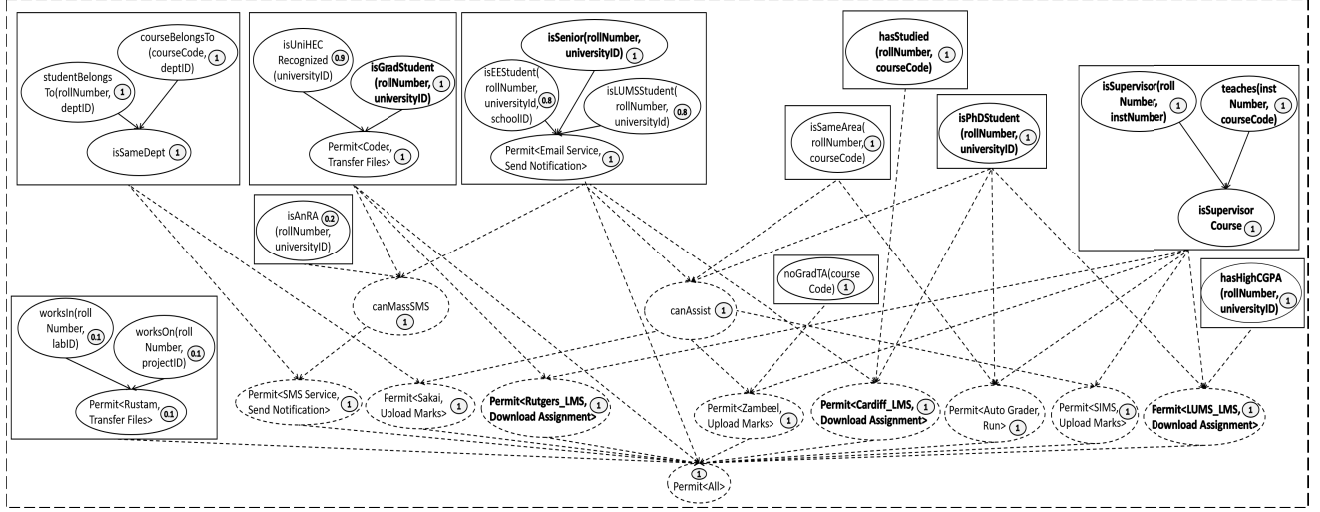 courseBelongsTo
(courseCode,
deptID)
1
studentBelongs
To(rollNumber,
deptID)
1
isSameDept
1
isUniHEC
Recognized
(universityID)
0.9
isGradStudent
(rollNumber,
universityID)
1
Permit<Codec,
Transfer Files>
1
isSenior(rollNumber,
universityID)
1
isEEStudent(
rollNumber,
universityId,
schoolID)
0.8
isLUMSStudent(
rollNumber,
universityId)
0.8
Permit<Email Service,
Send Notification>
1
hasStudied
(rollNumber,
courseCode)
1
isSameArea(
rollNumber,
courseCode)
1
isPhDStudent
(rollNumber,
universityID)
1
isSupervisor(roll
Number,
instNumber)
1
teaches(inst
Number,
courseCode)
1
isSupervisor
Course
1
isAnRA
(rollNumber,
universityID)
0.2
canMassSMS
1
noGradTA(course
Code)
1
canAssist
1
hasHighCGPA
(rollNumber,
universityID)
1
worksIn(roll
Number,
labID)
0.1
worksOn(roll
Number,
projectID)
0.1
Permit<Rustam,
Transfer Files>
0.1
Permit<SMS Service,
Send Notification>
1
Permit<Sakai,
Upload Marks>
1
Permit<Rutgers_LMS,
Download Assignment>
1
Permit<Zambeel,
Upload Marks>
1
Permit<Cardiff_LMS,
Download Assignment>
1
Permit<Auto Grader,
Run>
1
Permit<SIMS,
Upload Marks>
1
Permit<LUMS_LMS,
Download Assignment>
1
1
Permit<All>